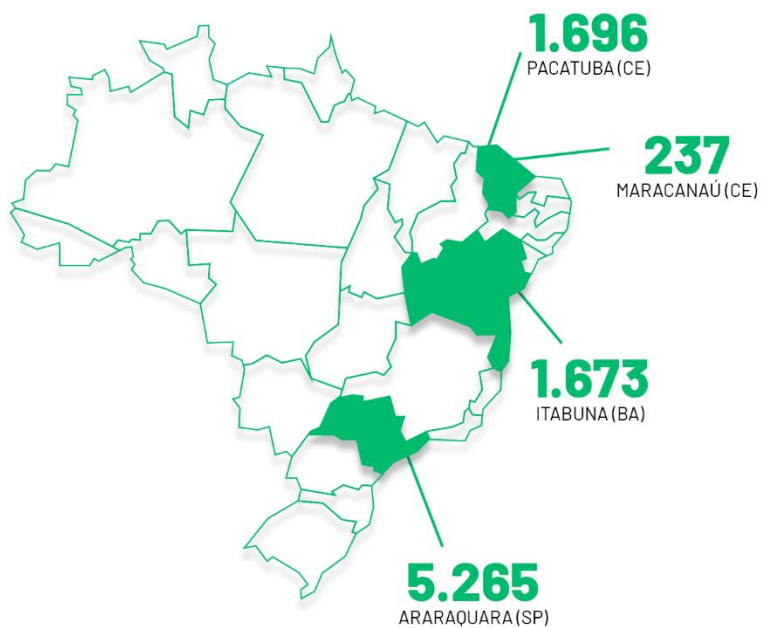 1.696
PACATUBA (CE)
237
MARACANAÚ (CE)
1.673
ITABUNA (BA)
5.265
ARARAQUARA (SP)